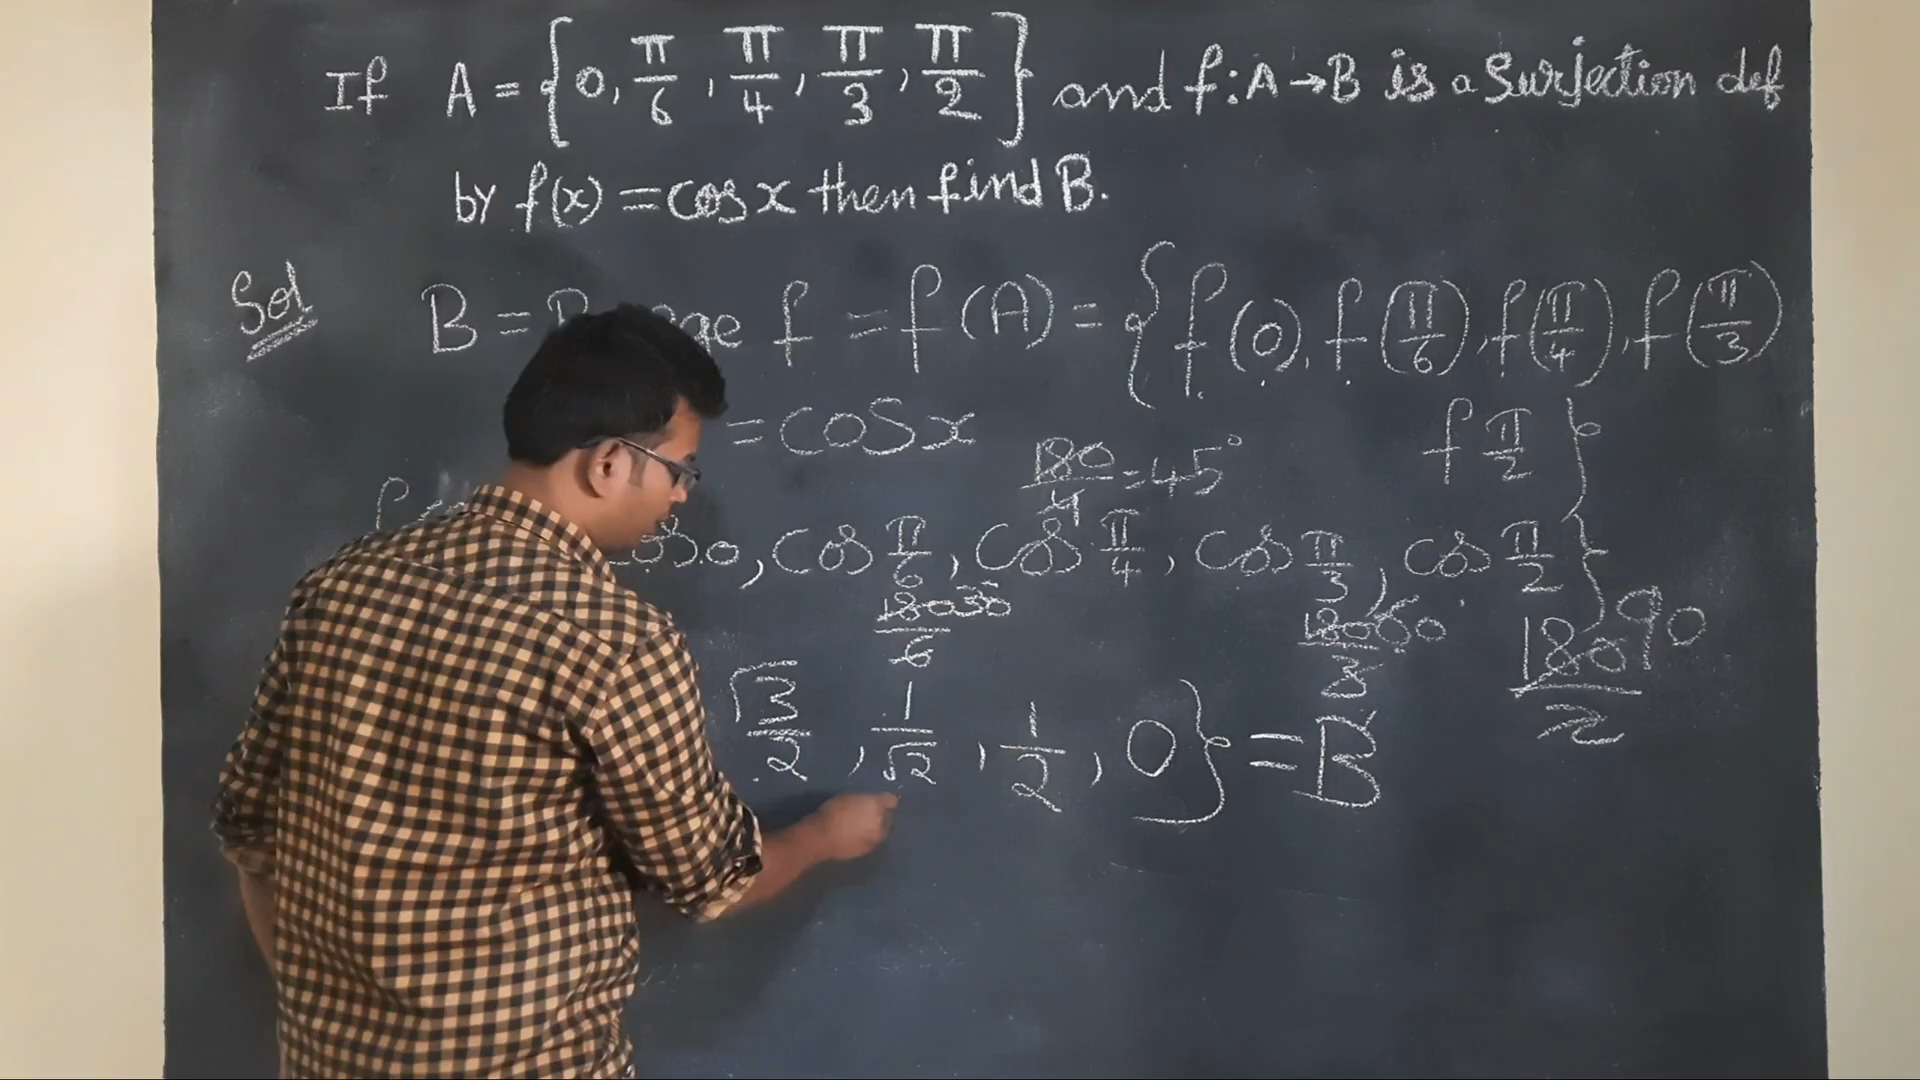 If A = {0, π/6, π/4, π/3, π/2} and f:A→B is a Surjection def
by f(x) = cos x then find B.
Sol B = Range f = f(A) = {f(0), f(π/6), f(π/4), f(π/3)
f π/2}
= cos x
180/4 = 45°
cos 0, cos π/6, cos π/4, cos π/3, cos π/2}
180/6 30
180/3 60
180/2 90
√3/2, 1/√2, 1/2, 0} = B